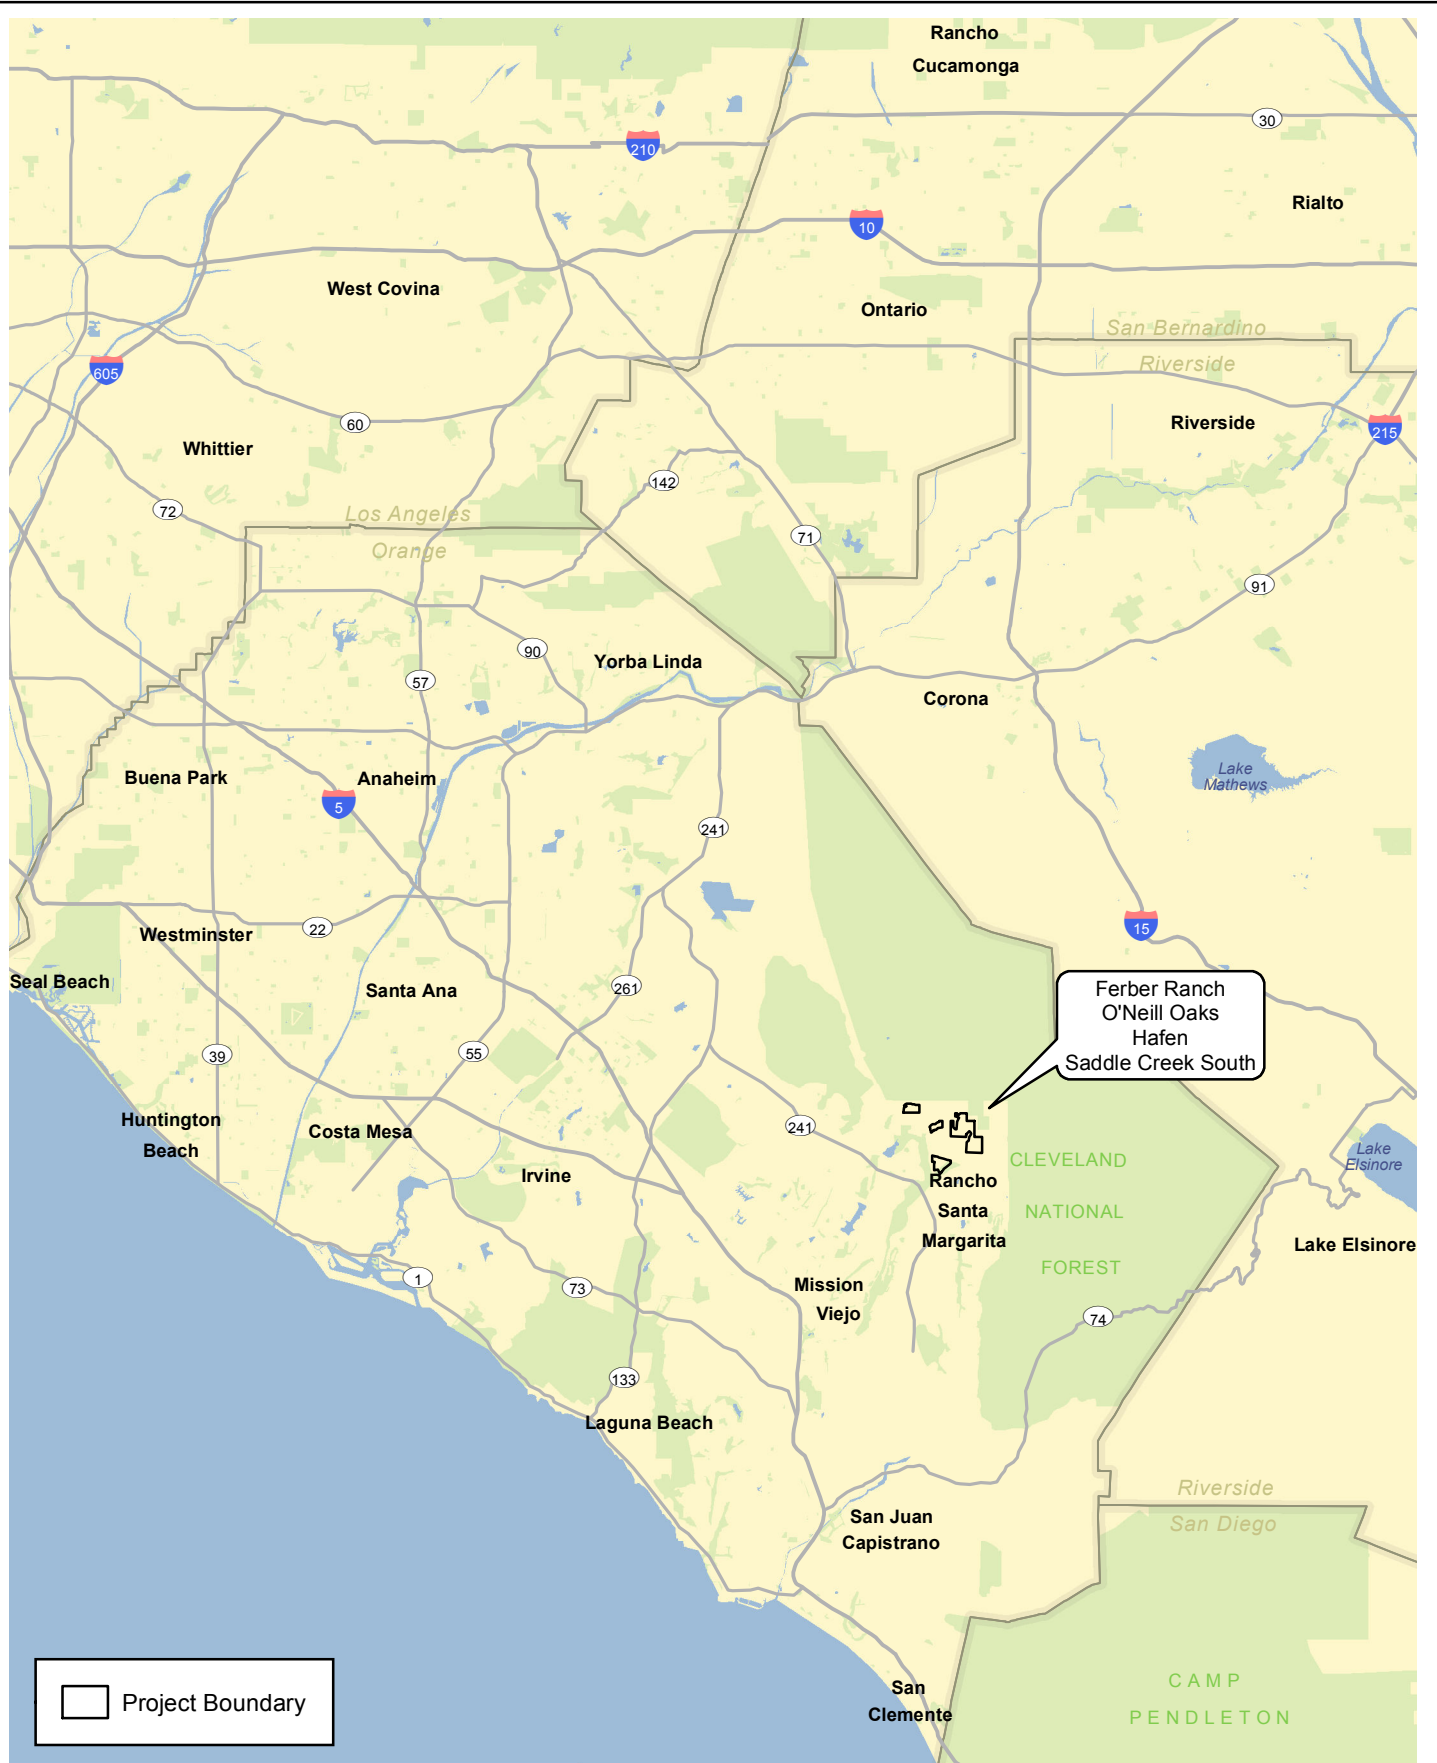 Rancho
Cucamonga
30
210
Rialto
10
West Covina
Ontario
San Bernardino
Riverside
605
60
Riverside
215
Whittier
142
72
Los Angeles
Orange
71
91
90
Yorba Linda
57
Corona
Buena Park
Anaheim
Lake
Mathews
5
241
22
Westminster
15
Seal Beach
Santa Ana
261
Ferber Ranch
O'Neill Oaks
Hafen
Saddle Creek South
39
55
Huntington
Beach
Costa Mesa
241
Irvine
CLEVELAND
NATIONAL
FOREST
Lake
Elsinore
Rancho
Santa
Margarita
Lake Elsinore
1
73
Mission
Viejo
74
133
Laguna Beach
Riverside
San Diego
San Juan
Capistrano
San
Clemente
CAMP
PENDLETON
Project Boundary